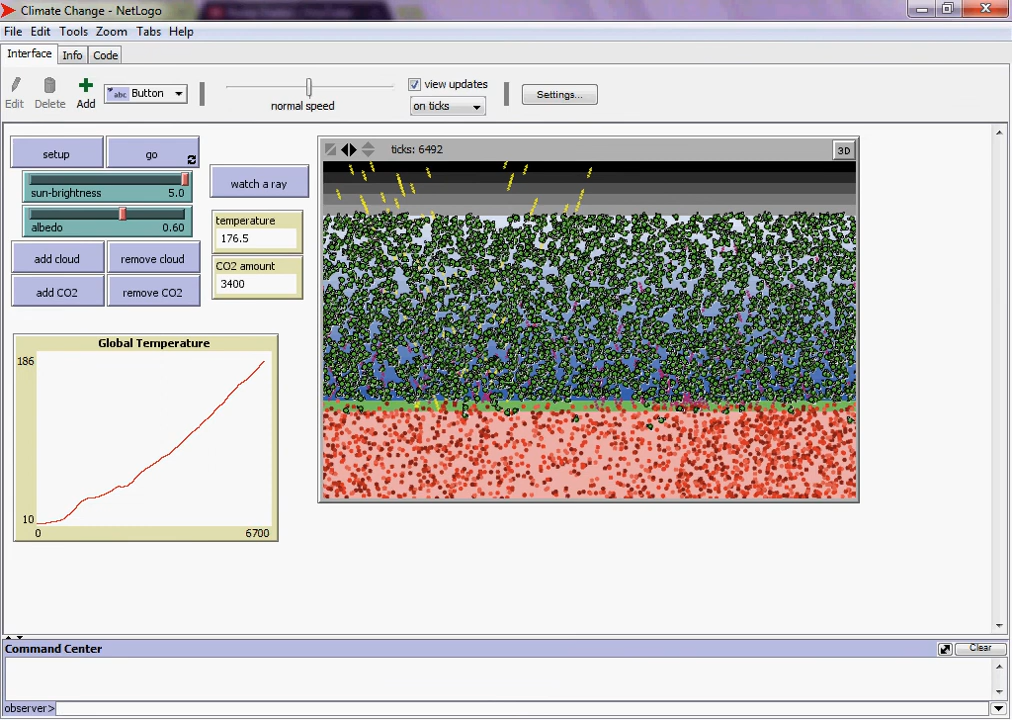 Climate Change - NetLogo
File Edit Tools Zoom Tabs Help
Interface Info Code
Edit Delete Add abc Button normal speed view updates on ticks Settings...
setup go
sun-brightness 5.0
albedo 0.60
add cloud remove cloud
add CO2 remove CO2
watch a ray
temperature
176.5
CO2 amount
3400
ticks: 6492 3D
Global Temperature
186
10
0 6700
Command Center Clear
observer>